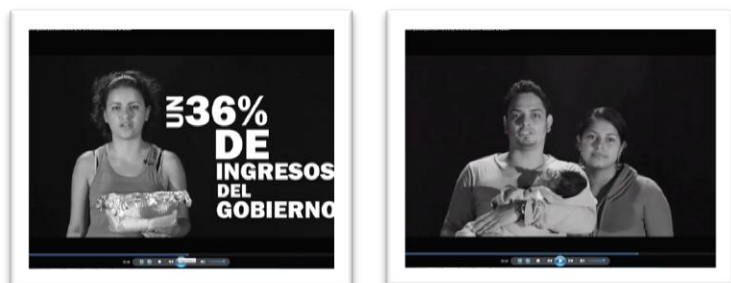 UN 36%
DE
INGRESOS
DEL
GOBIERNO